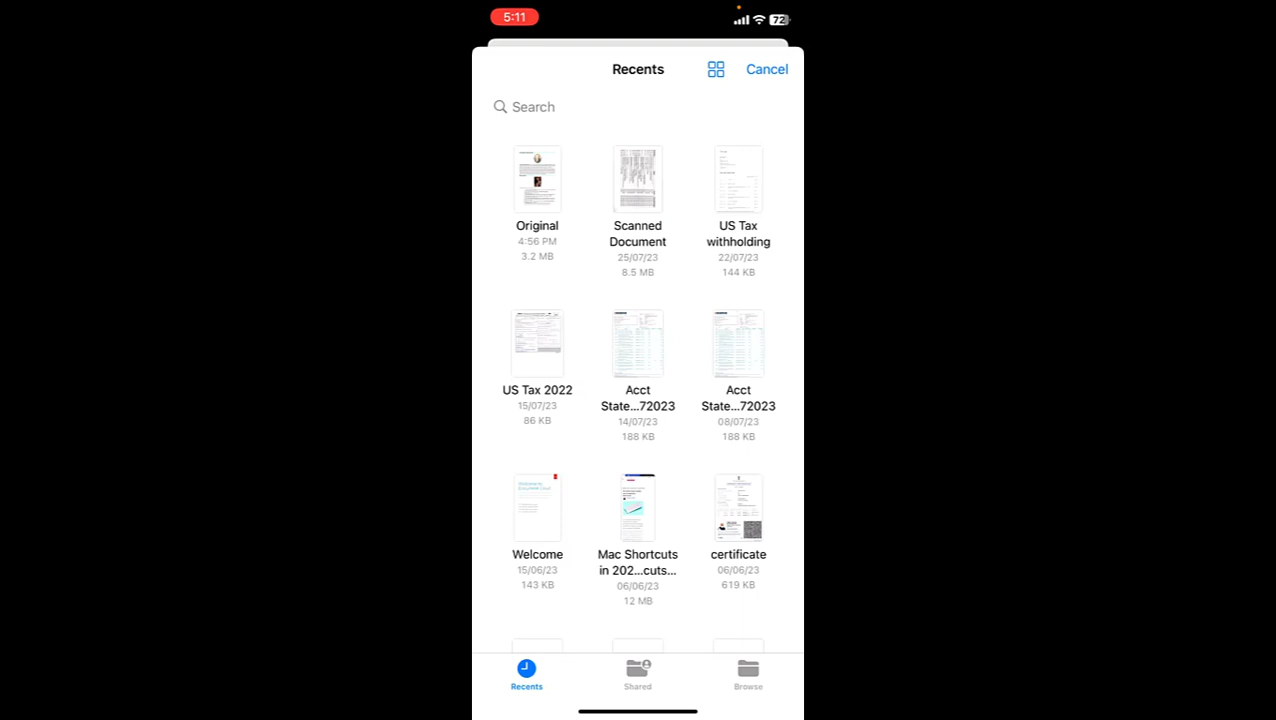 5:11
72
Recents
Cancel
Search
Original
4:56 PM
3.2 MB
Scanned
Document
25/07/23
8.5 MB
US Tax
withholding
22/07/23
144 KB
US Tax 2022
15/07/23
86 KB
Acct
State...72023
14/07/23
188 KB
Acct
State...72023
08/07/23
188 KB
Welcome
15/06/23
143 KB
Mac Shortcuts
in 202...cuts...
06/06/23
12 MB
certificate
06/06/23
619 KB
Recents
Shared
Browse